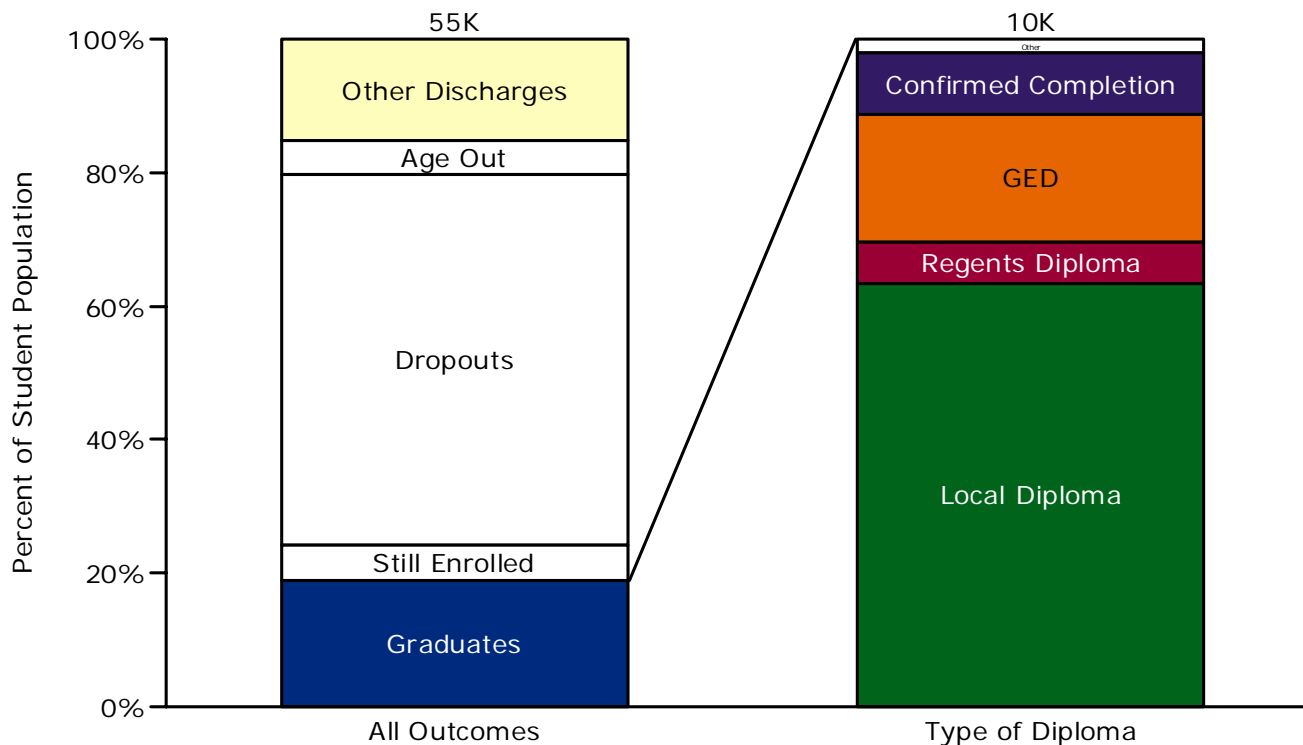 55K
10K
100%
80%
60%
40%
20%
0%
Percent of Student Population
Other Discharges
Age Out
Dropouts
Still Enrolled
Graduates
Other
Confirmed Completion
GED
Regents Diploma
Local Diploma
All Outcomes
Type of Diploma